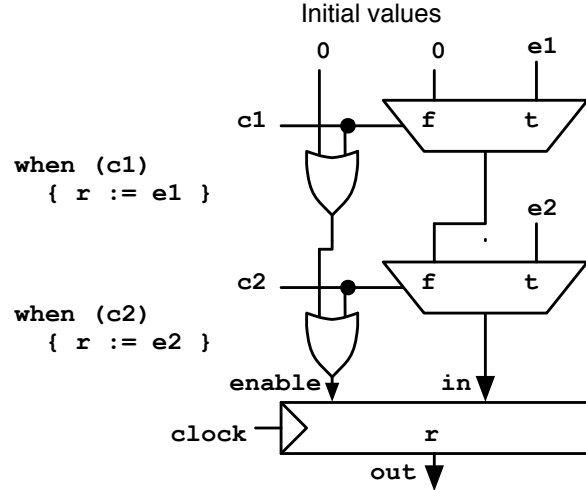 Initial values
0 0 e1
c1 f t
when (c1)
{ r := e1 }
e2
c2 f t
when (c2)
{ r := e2 }
enable in
clock r
out